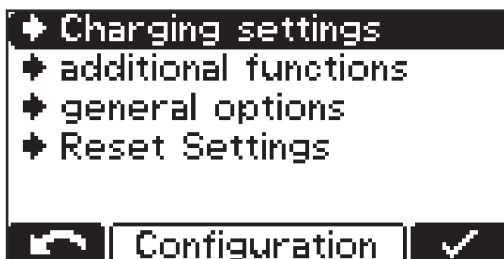 Charging settings
additional functions
general options
Reset Settings
Configuration